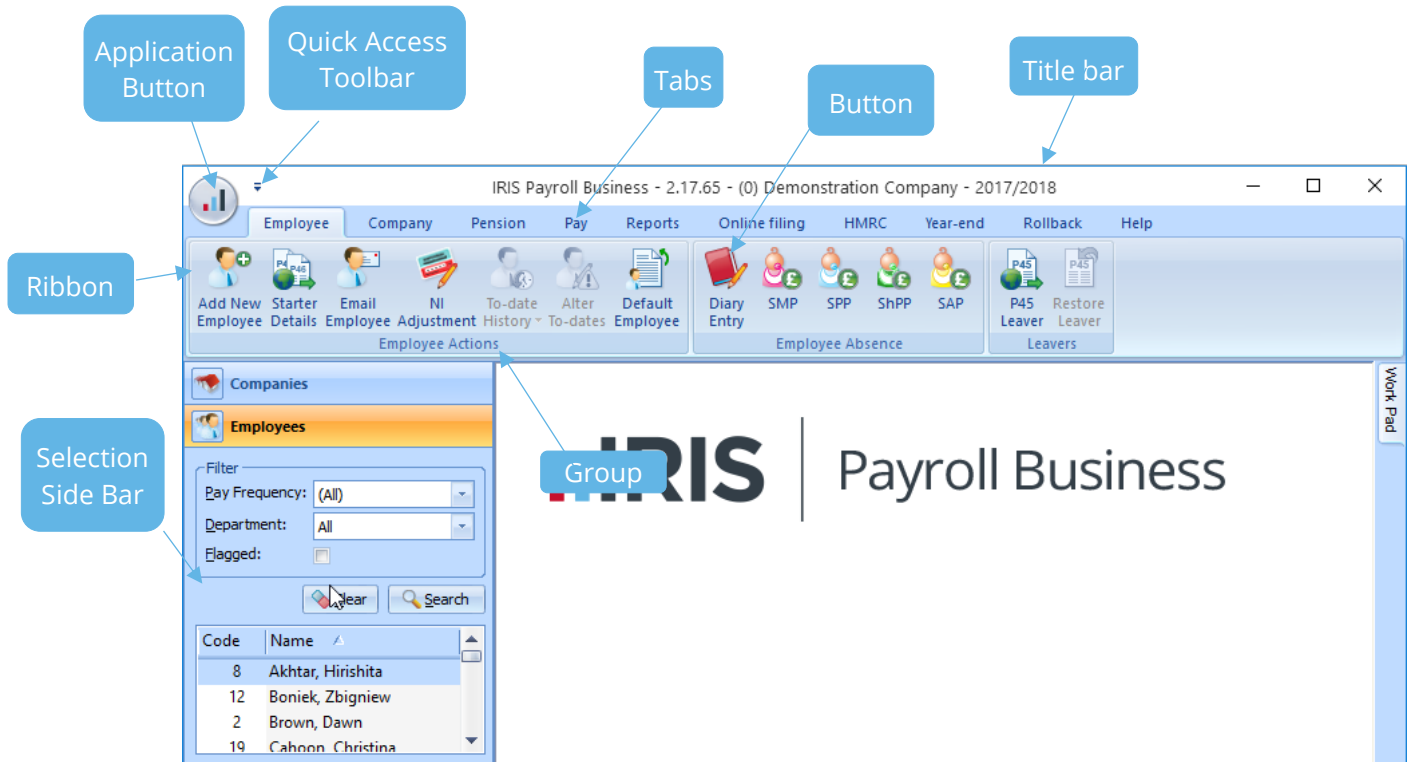 Application
Button
Quick Access
Toolbar
Tabs
Button
Title bar
IRIS Payroll Business - 2.17.65 - (0) Demonstration Company - 2017/2018
Employee Company Pension Pay Reports Online filing HMRC Year-end Rollback Help
Ribbon
P4 P46 P45 P45
Add New Starter Email NI To-date Alter Default Diary SMP SPP ShPP SAP P45 Restore
Employee Details Employee Adjustment History To-dates Employee Entry Leaver Leaver
Employee Actions Employee Absence Leavers
Companies
Work Pad
Employees
Selection
Side Bar
Filter
Pay Frequency: (All)
Department: All
Flagged:
Search
Group
IRIS Payroll Business
Code Name
8 Akhtar, Hirishita
12 Boniek, Zbigniew
2 Brown, Dawn
19 Cahoon, Christina